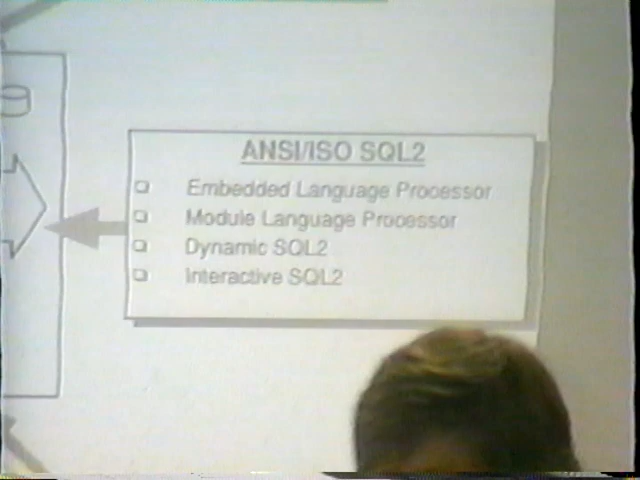 ANSI/ISO SQL2
Embedded Language Processor
Module Language Processor
Dynamic SQL2
Interactive SQL2